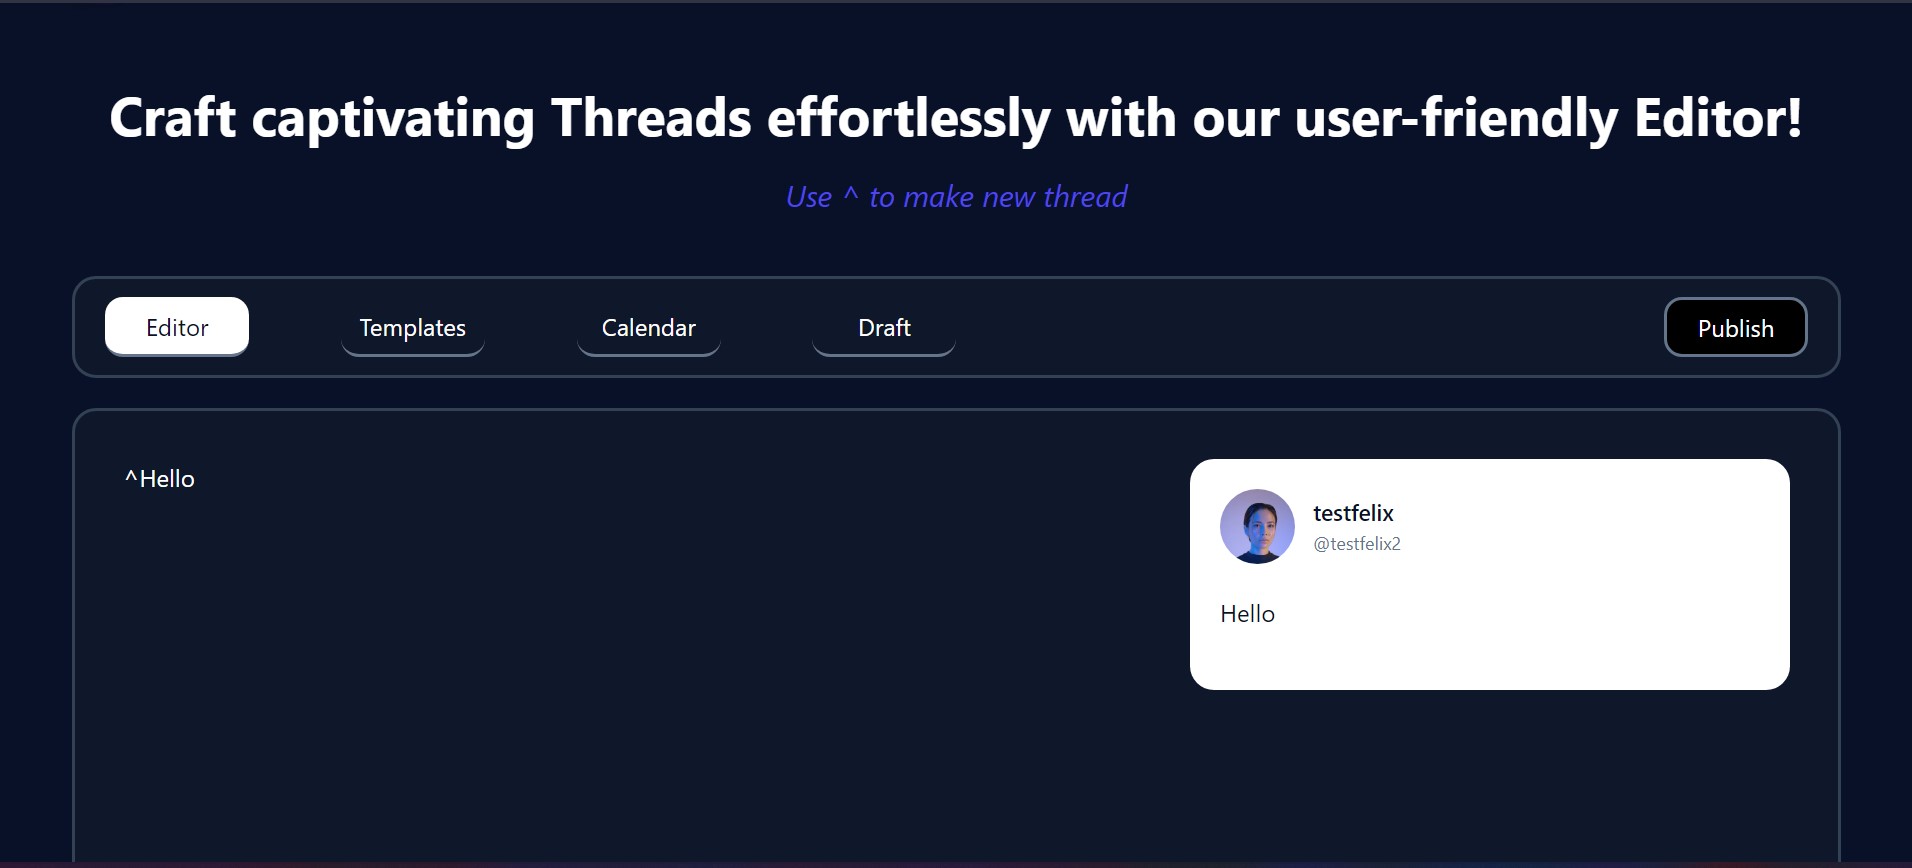 Craft captivating Threads effortlessly with our user-friendly Editor!
Use ^ to make new thread
Editor
Templates
Calendar
Draft
Publish
^Hello
testfelix
@testfelix2
Hello